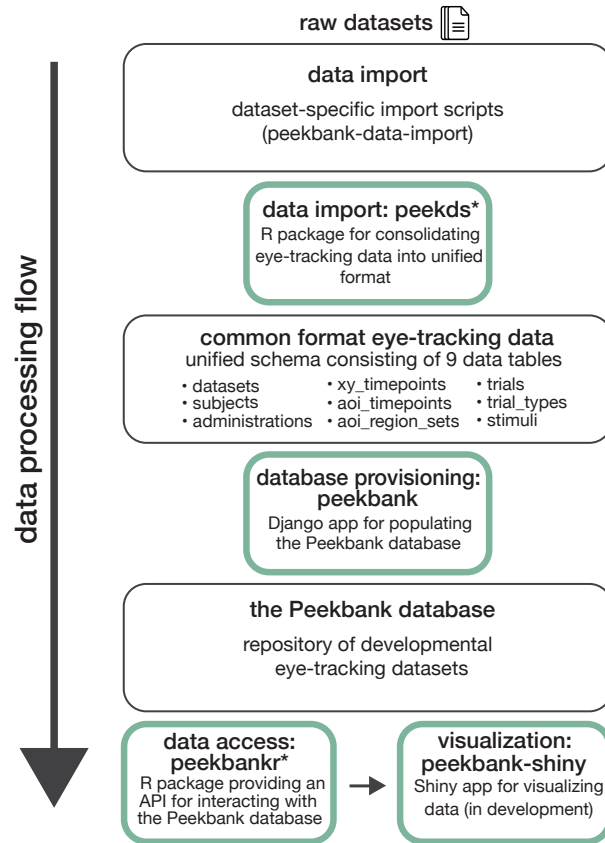 raw datasets
data import
dataset-specific import scripts
(peekbank-data-import)
data import: peekds*
R package for consolidating
eye-tracking data into unified
format
common format eye-tracking data
unified schema consisting of 9 data tables
• datasets • xy_timepoints • trials
• subjects • aoi_timepoints • trial_types
• administrations • aoi_region_sets • stimuli
database provisioning:
peekbank
Django app for populating
the Peekbank database
the Peekbank database
repository of developmental
eye-tracking datasets
data access:
peekbankr*
R package providing an
API for interacting with
the Peekbank database
visualization:
peekbank-shiny
Shiny app for visualizing
data (in development)
data processing flow